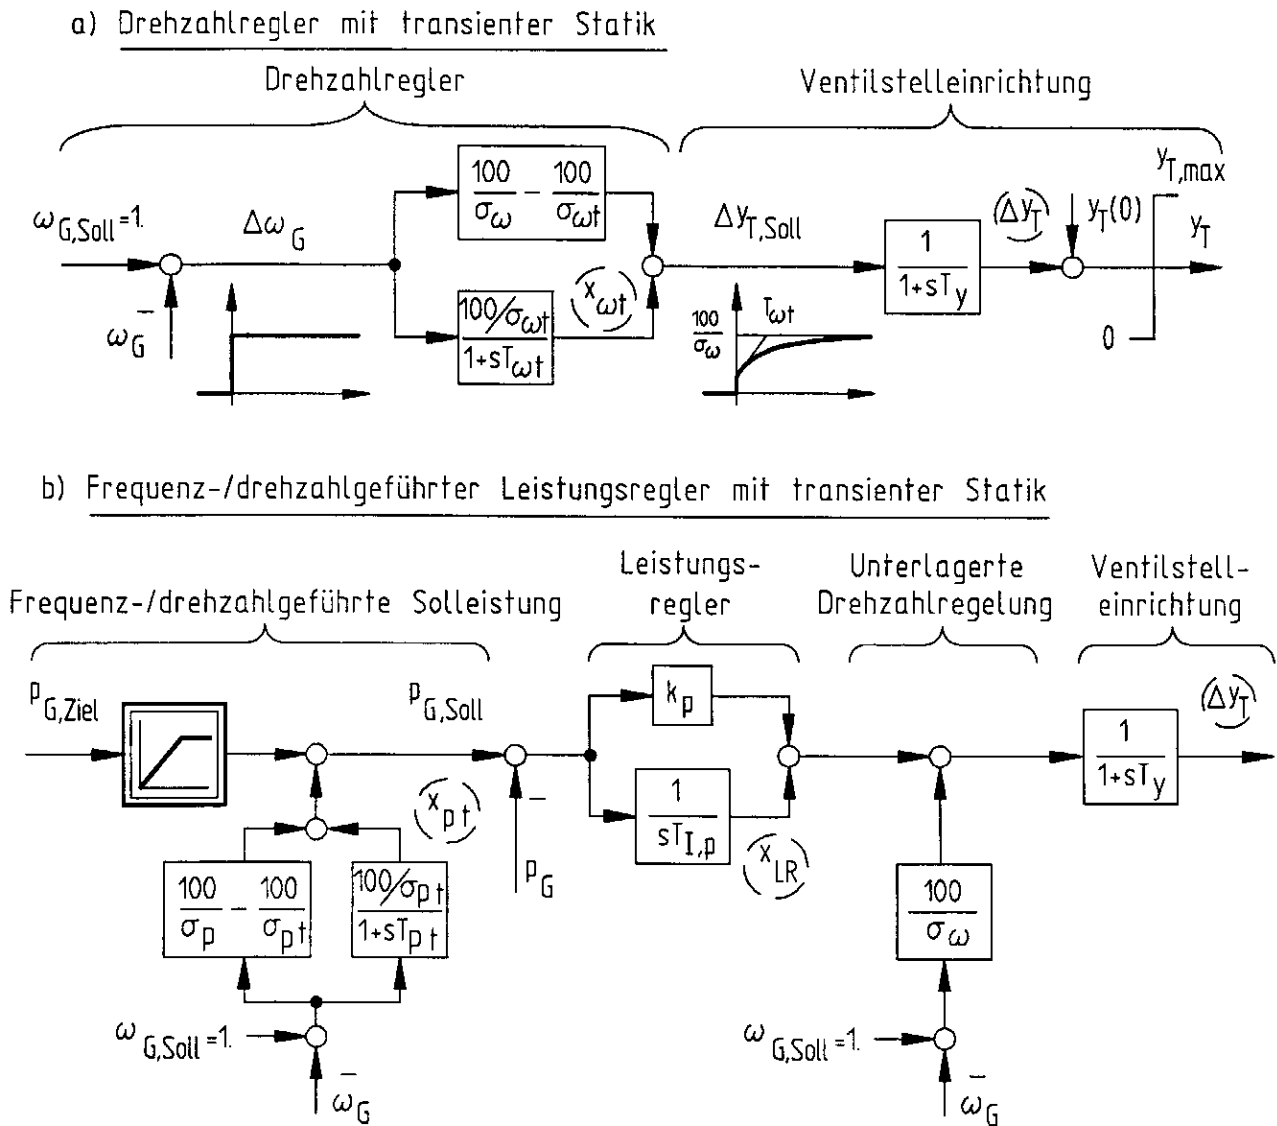 a) Drehzahlregler mit transienter Statik
Drehzahlregler
Ventilstelleinrichtung
ω_G,Soll =1.
Δω_G
−
ω_G
100/σ_ω − 100/σ_ωt
100/σ_ωt
1+sT_ωt
(x_ωt)
Δy_T,Soll
100/σ_ω
T_ωt
1
1+sT_y
(Δy_T)
y_T(0)
y_T,max
y_T
0
b) Frequenz-/drehzahlgeführter Leistungsregler mit transienter Statik
Frequenz-/drehzahlgeführte Solleistung
Leistungs-
regler
Unterlagerte
Drehzahlregelung
Ventilstell-
einrichtung
p_G,Ziel
p_G,Soll
(x_pt)
−
p_G
100/σ_p − 100/σ_pt
100/σ_pt
1+sT_pt
ω_G,Soll =1.
−
ω_G
k_p
1
sT_I,p
(x_LR)
100
σ_ω
ω_G,Soll =1.
−
ω_G
1
1+sT_y
(Δy_T)